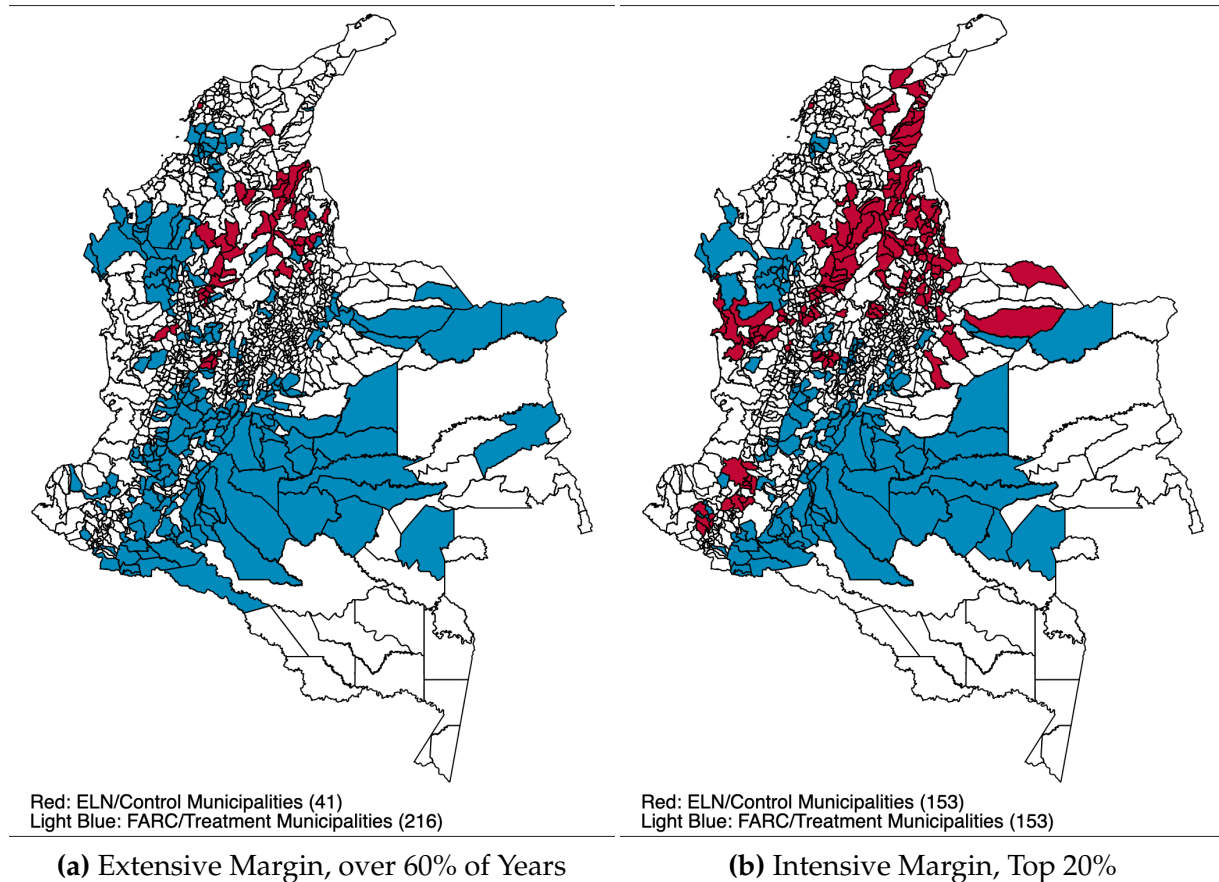 Red: ELN/Control Municipalities (41)
Light Blue: FARC/Treatment Municipalities (216)
Red: ELN/Control Municipalities (153)
Light Blue: FARC/Treatment Municipalities (153)
(a) Extensive Margin, over 60% of Years
(b) Intensive Margin, Top 20%